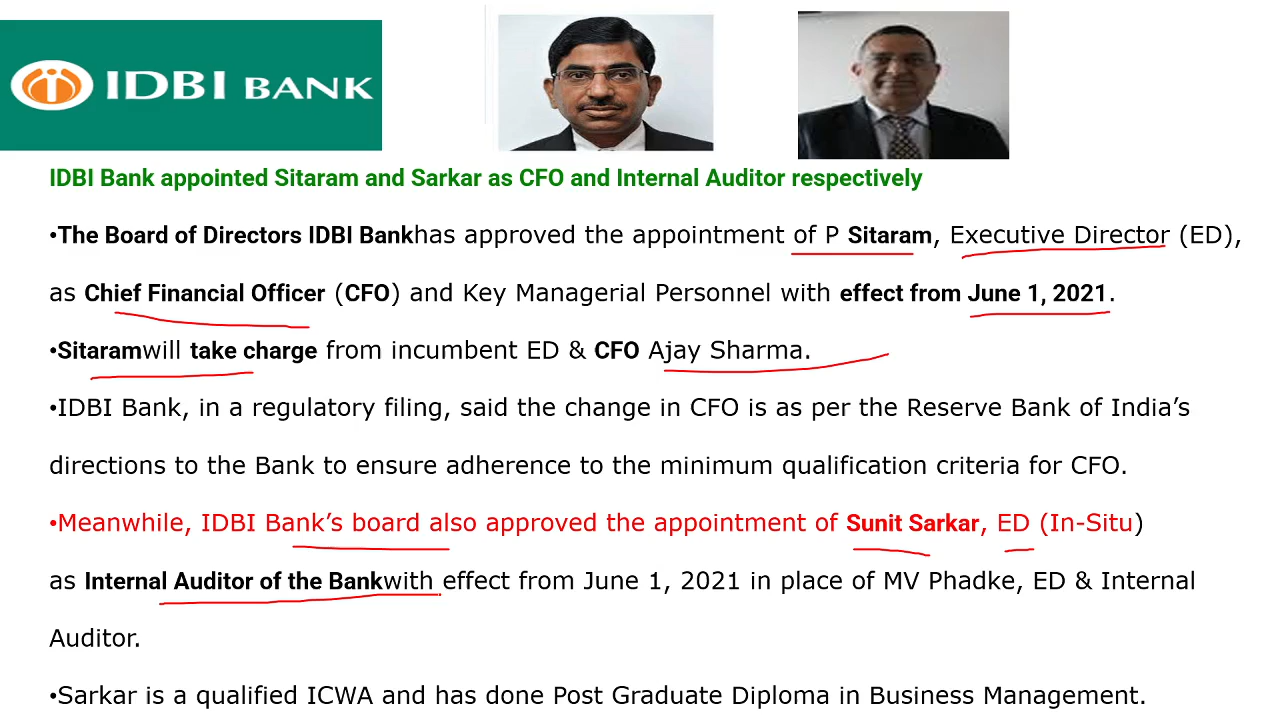 IDBI BANK
IDBI Bank appointed Sitaram and Sarkar as CFO and Internal Auditor respectively
•The Board of Directors IDBI Bankhas approved the appointment of P Sitaram, Executive Director (ED),
as Chief Financial Officer (CFO) and Key Managerial Personnel with effect from June 1, 2021.
•Sitaramwill take charge from incumbent ED & CFO Ajay Sharma.
•IDBI Bank, in a regulatory filing, said the change in CFO is as per the Reserve Bank of India’s
directions to the Bank to ensure adherence to the minimum qualification criteria for CFO.
•Meanwhile, IDBI Bank’s board also approved the appointment of Sunit Sarkar, ED (In-Situ)
as Internal Auditor of the Bankwith effect from June 1, 2021 in place of MV Phadke, ED & Internal
Auditor.
•Sarkar is a qualified ICWA and has done Post Graduate Diploma in Business Management.